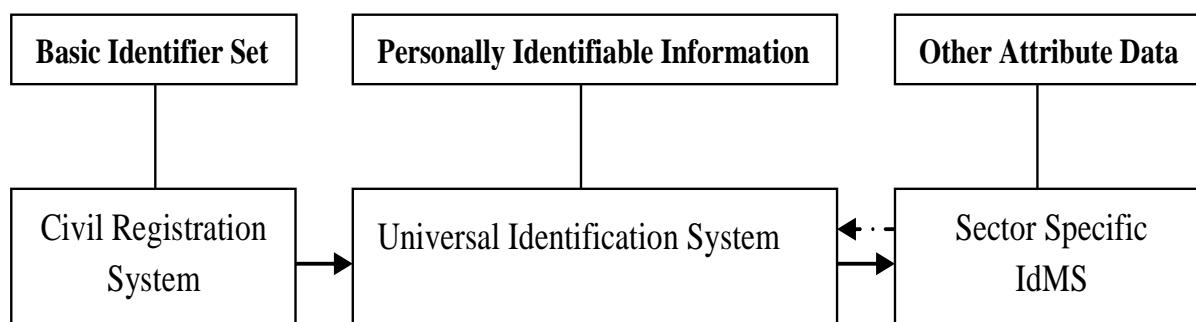 Basic Identifier Set
Personally Identifiable Information
Other Attribute Data
Civil Registration
System
Universal Identification System
Sector Specific
IdMS